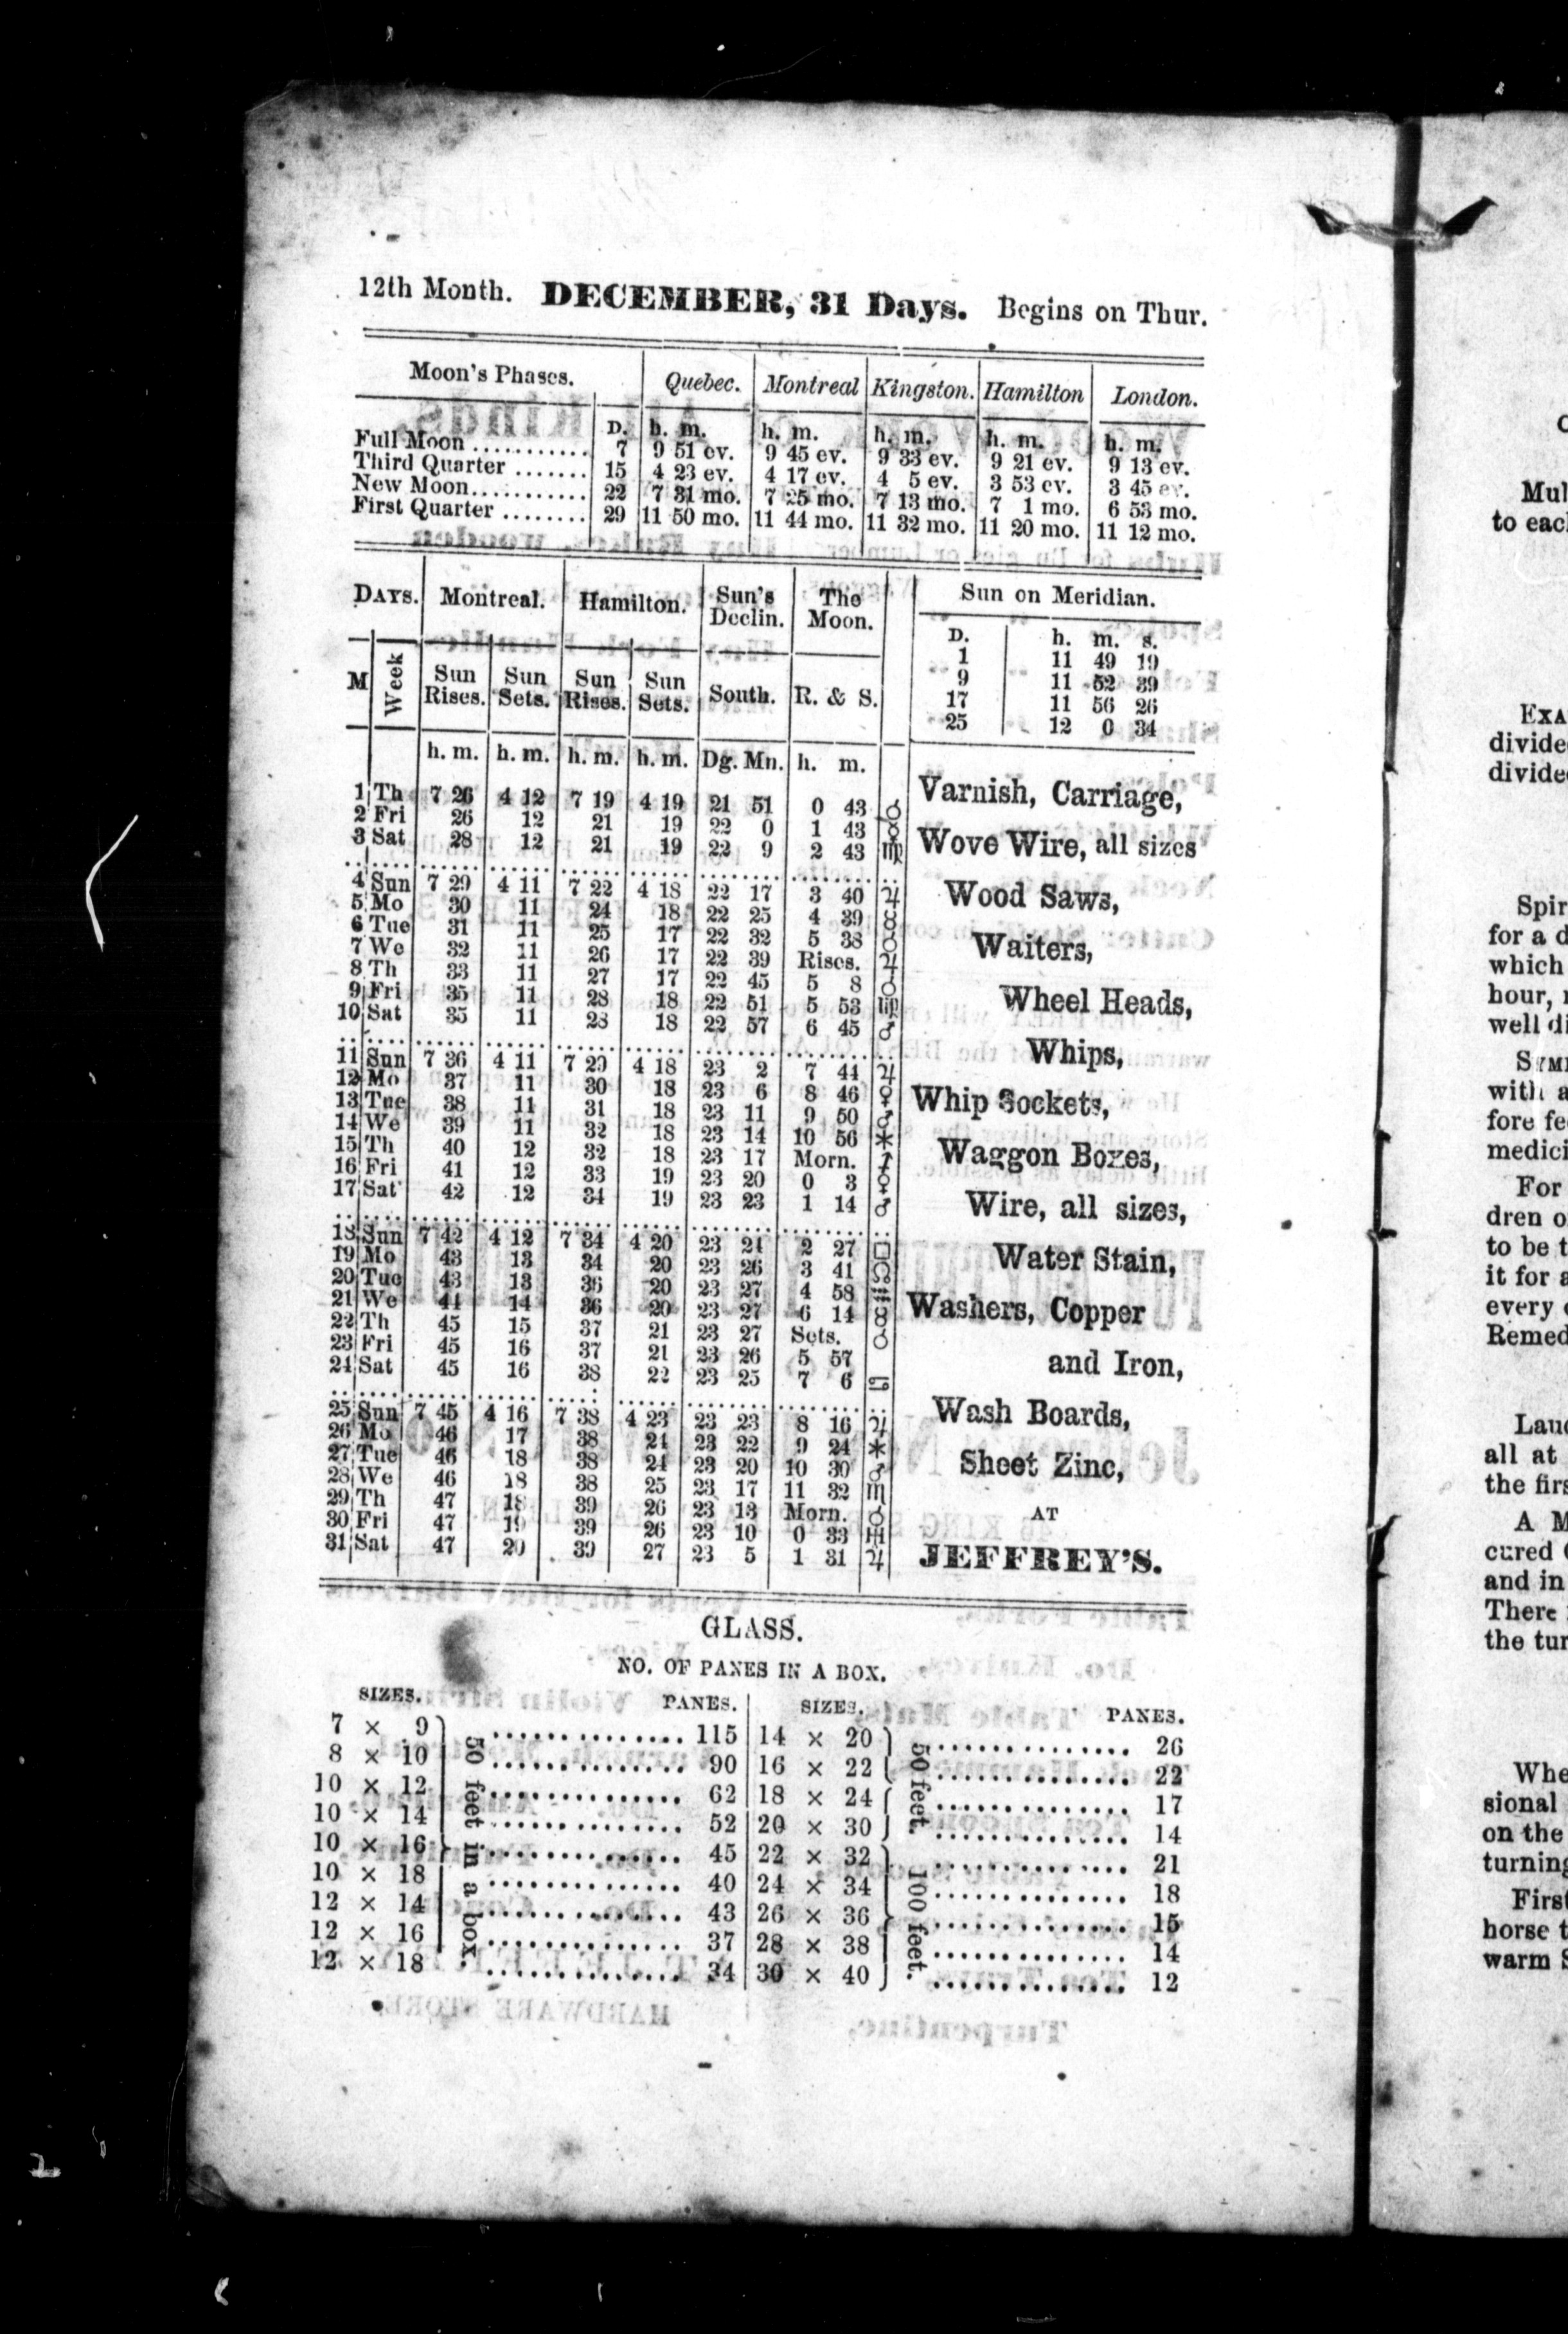 12th Month. DECEMBER, 31 Days. Begins on Thur.
Moon's Phases. Quebec. Montreal Kingston. Hamilton London.
D. h. m. h. m. h. m. h. m. h. m.
Full Moon ........... 7 9 51 ev. 9 45 ev. 9 33 ev. 9 21 ev. 9 13 ev.
Third Quarter ....... 15 4 23 ev. 4 17 ev. 4 5 ev. 3 53 ev. 3 45 ev.
New Moon........... 22 7 31 mo. 7 25 mo. 7 13 mo. 7 1 mo. 6 53 mo.
First Quarter ........ 29 11 50 mo. 11 44 mo. 11 32 mo. 11 20 mo. 11 12 mo.
DAYS. Montreal. Hamilton. Sun's Declin. The Moon.
M Week Sun Rises. Sun Sets. Sun Rises. Sun Sets. South. R. & S.
h. m. h. m. h. m. h. m. Dg. Mn. h. m.
1 Th 7 26 4 12 7 19 4 19 21 51 0 43 ☌
2 Fri 26 12 21 19 22 0 1 43
3 Sat 28 12 21 19 22 9 2 43 ♍
4 Sun 7 29 4 11 7 22 4 18 22 17 3 40 ♃
5 Mo 30 11 24 18 22 25 4 39 ☋
6 Tue 31 11 25 17 22 32 5 38 ☌
7 We 32 11 26 17 22 39 Rises. ♃
8 Th 33 11 27 17 22 45 5 8 ☌
9 Fri 35 11 28 18 22 51 5 53
10 Sat 35 11 28 18 22 57 6 45 ♂
11 Sun 7 36 4 11 7 29 4 18 23 2 7 44 ♃
12 Mo 37 11 30 18 23 6 8 46 ♀
13 Tue 38 11 31 18 23 11 9 50 ♂
14 We 39 11 32 18 23 14 10 56 *
15 Th 40 12 32 18 23 17 Morn.
16 Fri 41 12 33 19 23 20 0 3 ♀
17 Sat 42 12 34 19 23 23 1 14 ♂
18 Sun 7 42 4 12 7 34 4 20 23 24 2 27 □
19 Mo 43 13 34 20 23 26 3 41 ☊
20 Tue 43 13 36 20 23 27 4 58
21 We 44 14 36 20 23 27 6 14
22 Th 45 15 37 21 23 27 Sets. ☌
23 Fri 45 16 37 21 23 26 5 57
24 Sat 45 16 38 22 23 25 7 6
25 Sun 7 45 4 16 7 38 4 23 23 23 8 16 ♃
26 Mo 46 17 38 24 23 22 9 24 *
27 Tue 46 18 38 24 23 20 10 30 ♂
28 We 46 18 38 25 23 17 11 32 ♏
29 Th 47 18 39 26 23 13 Morn. ☌
30 Fri 47 19 39 26 23 10 0 33 ♅
31 Sat 47 20 39 27 23 5 1 31 ♃
Sun on Meridian.
D. h. m. s.
1 11 49 19
9 11 52 39
17 11 56 26
25 12 0 34
Varnish, Carriage,
Wove Wire, all sizes
Wood Saws,
Waiters,
Wheel Heads,
Whips,
Whip Sockets,
Waggon Boxes,
Wire, all sizes,
Water Stain,
Washers, Copper
and Iron,
Wash Boards,
Sheet Zinc,
AT
JEFFREY'S.
GLASS.
NO. OF PANES IN A BOX.
SIZES. PANES. SIZES. PANES.
7 × 9 .............. 115 14 × 20 .............. 26
8 × 10 .............. 90 16 × 22 .............. 22
10 × 12 .............. 62 18 × 24 .............. 17
10 × 14 .............. 52 20 × 30 .............. 14
10 × 16 .............. 45 22 × 32 .............. 21
10 × 18 .............. 40 24 × 34 .............. 18
12 × 14 .............. 43 26 × 36 .............. 15
12 × 16 .............. 37 28 × 38 .............. 14
12 × 18 .............. 34 30 × 40 .............. 12
50 feet in a box.
50 feet.
100 feet.
Mul
to eac
EXA
divide
divide
Spir
for a d
which
hour,
well di
SYM
with a
fore fe
medici
For
dren o
to be t
it for a
every
Remed
Laud
all at
the firs
A M
cured
and in
There
the tur
Whe
sional
on the
turning
First
horse t
warm